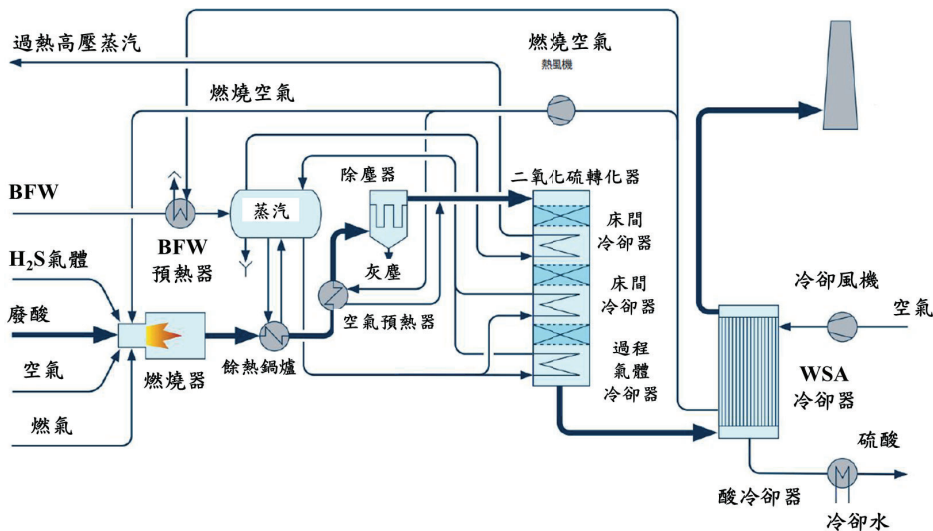 過熱高壓蒸汽
燃燒空氣
熱風機
燃燒空氣
BFW
BFW
預熱器
蒸汽
除塵器
灰塵
二氧化硫轉化器
床間
冷卻器
床間
冷卻器
過程
氣體
冷卻器
H₂S氣體
廢酸
空氣
燃氣
燃燒器
餘熱鍋爐
空氣預熱器
冷卻風機
空氣
WSA
冷卻器
硫酸
酸冷卻器
冷卻水